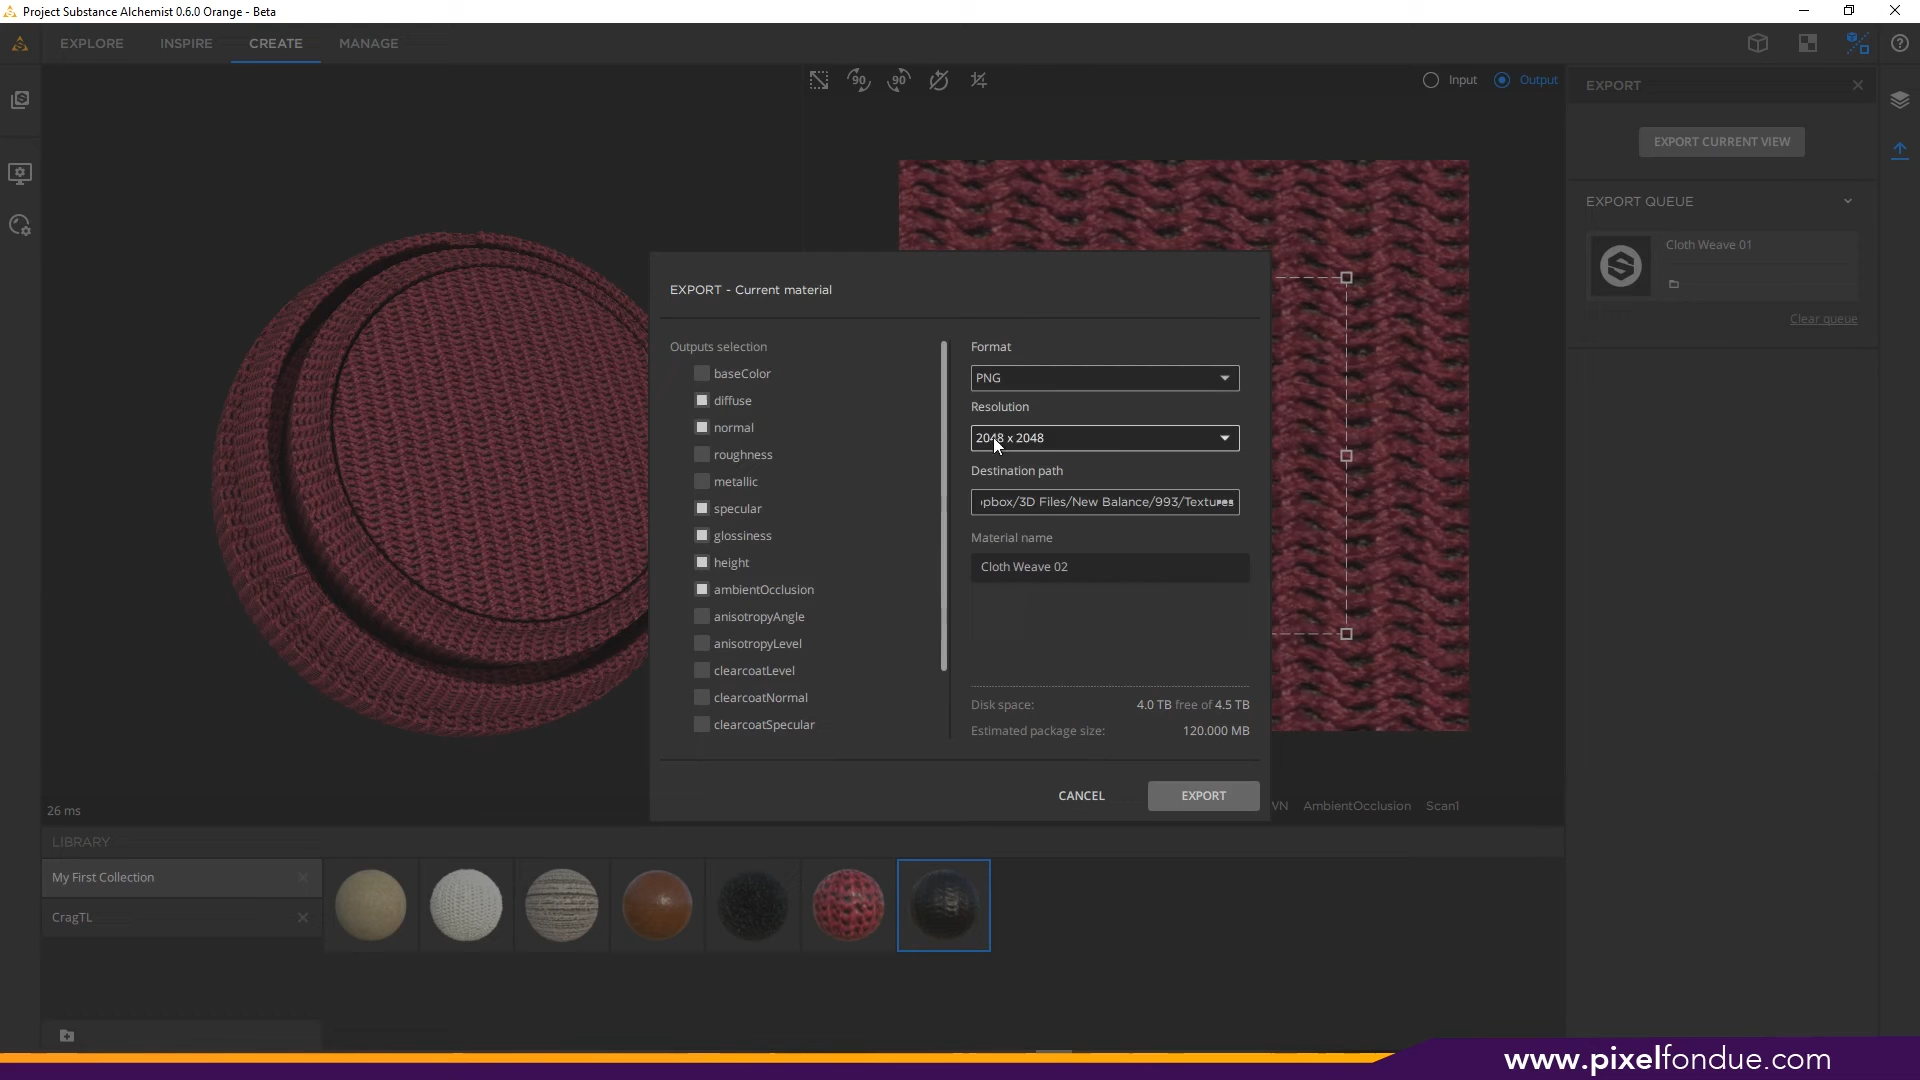 Project Substance Alchemist 0.6.0 Orange - Beta
EXPLORE INSPIRE CREATE MANAGE
90 90
Input Output
EXPORT
EXPORT CURRENT VIEW
EXPORT QUEUE
Cloth Weave 01
Clear queue
EXPORT - Current material
Outputs selection
baseColor
diffuse
normal
roughness
metallic
specular
glossiness
height
ambientOcclusion
anisotropyAngle
anisotropyLevel
clearcoatLevel
clearcoatNormal
clearcoatSpecular
Format
PNG
Resolution
2048 x 2048
Destination path
pbox/3D Files/New Balance/993/Textures
Material name
Cloth Weave 02
Disk space: 4.0 TB free of 4.5 TB
Estimated package size: 120.000 MB
CANCEL EXPORT
26 ms
VN AmbientOcclusion Scan1
LIBRARY
My First Collection
CragTL
www.pixelfondue.com